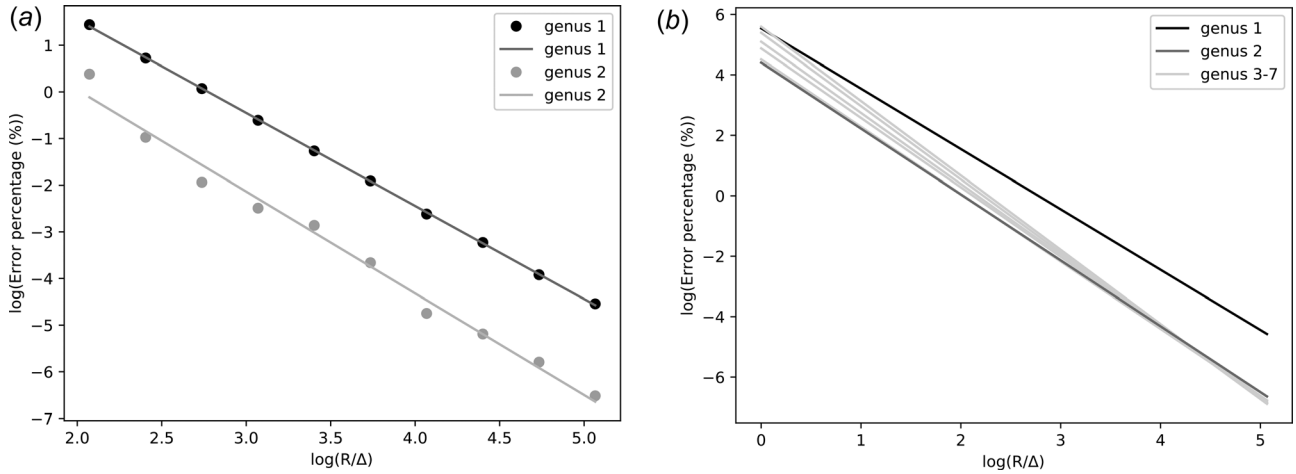 (a)
genus 1
genus 1
genus 2
genus 2
1
0
−1
−2
−3
−4
−5
−6
−7
log(Error percentage (%))
2.0 2.5 3.0 3.5 4.0 4.5 5.0
log(R/Δ)
(b)
genus 1
genus 2
genus 3-7
6
4
2
0
−2
−4
−6
log(Error percentage (%))
0 1 2 3 4 5
log(R/Δ)